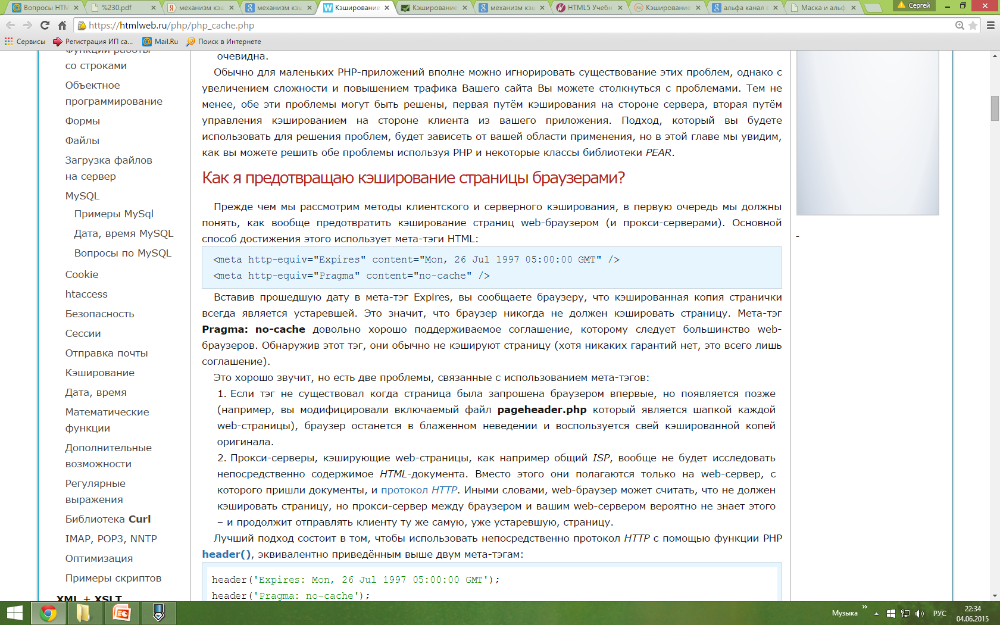 Вопросы HTM
%230.pdf
механизм кэш
механизм кэш
Кэширование
Кэширование
механизм кэш
HTML5 Учебн
Кэширование
альфа канал в
Маска и альф
Сергей
https://htmlweb.ru/php/php_cache.php
Сервисы
Регистрация ИП са...
Mail.Ru
Поиск в Интернете
Функции работы
со строками
Объектное
программирование
Формы
Файлы
Загрузка файлов
на сервер
MySQL
Примеры MySql
Дата, время MySQL
Вопросы по MySQL
Cookie
htaccess
Безопасность
Сессии
Отправка почты
Кэширование
Дата, время
Математические
функции
Дополнительные
возможности
Регулярные
выражения
Библиотека Curl
IMAP, POP3, NNTP
Оптимизация
Примеры скриптов
XML + XSLT
очевидна.
Обычно для маленьких PHP-приложений вполне можно игнорировать существование этих проблем, однако с
увеличением сложности и повышением трафика Вашего сайта Вы можете столкнуться с проблемами. Тем не
менее, обе эти проблемы могут быть решены, первая путём кэширования на стороне сервера, вторая путём
управления кэшированием на стороне клиента из вашего приложения. Подход, который вы будете
использовать для решения проблем, будет зависеть от вашей области применения, но в этой главе мы увидим,
как вы можете решить обе проблемы используя PHP и некоторые классы библиотеки PEAR.
Как я предотвращаю кэширование страницы браузерами?
Прежде чем мы рассмотрим методы клиентского и серверного кэширования, в первую очередь мы должны
понять, как вообще предотвратить кэширование страниц web-браузером (и прокси-серверами). Основной
способ достижения этого использует мета-тэги HTML:
<meta http-equiv="Expires" content="Mon, 26 Jul 1997 05:00:00 GMT" />
<meta http-equiv="Pragma" content="no-cache" />
Вставив прошедшую дату в мета-тэг Expires, вы сообщаете браузеру, что кэшированная копия странички
всегда является устаревшей. Это значит, что браузер никогда не должен кэшировать страницу. Мета-тэг
Pragma: no-cache довольно хорошо поддерживаемое соглашение, которому следует большинство web-
браузеров. Обнаружив этот тэг, они обычно не кэшируют страницу (хотя никаких гарантий нет, это всего лишь
соглашение).
Это хорошо звучит, но есть две проблемы, связанные с использованием мета-тэгов:
1. Если тэг не существовал когда страница была запрошена браузером впервые, но появляется позже
(например, вы модифицировали включаемый файл pageheader.php который является шапкой каждой
web-страницы), браузер останется в блаженном неведении и воспользуется свей кэшированной копей
оригинала.
2. Прокси-серверы, кэширующие web-страницы, как например общий ISP, вообще не будет исследовать
непосредственно содержимое HTML-документа. Вместо этого они полагаются только на web-сервер, с
которого пришли документы, и протокол HTTP. Иными словами, web-браузер может считать, что не должен
кэшировать страницу, но прокси-сервер между браузером и вашим web-сервером вероятно не знает этого
– и продолжит отправлять клиенту ту же самую, уже устаревшую, страницу.
Лучший подход состоит в том, чтобы использовать непосредственно протокол HTTP с помощью функции PHP
header(), эквивалентно приведённым выше двум мета-тэгам:
header('Expires: Mon, 26 Jul 1997 05:00:00 GMT');
header('Pragma: no-cache');
-
Музыка
РУС
22:34
04.06.2015